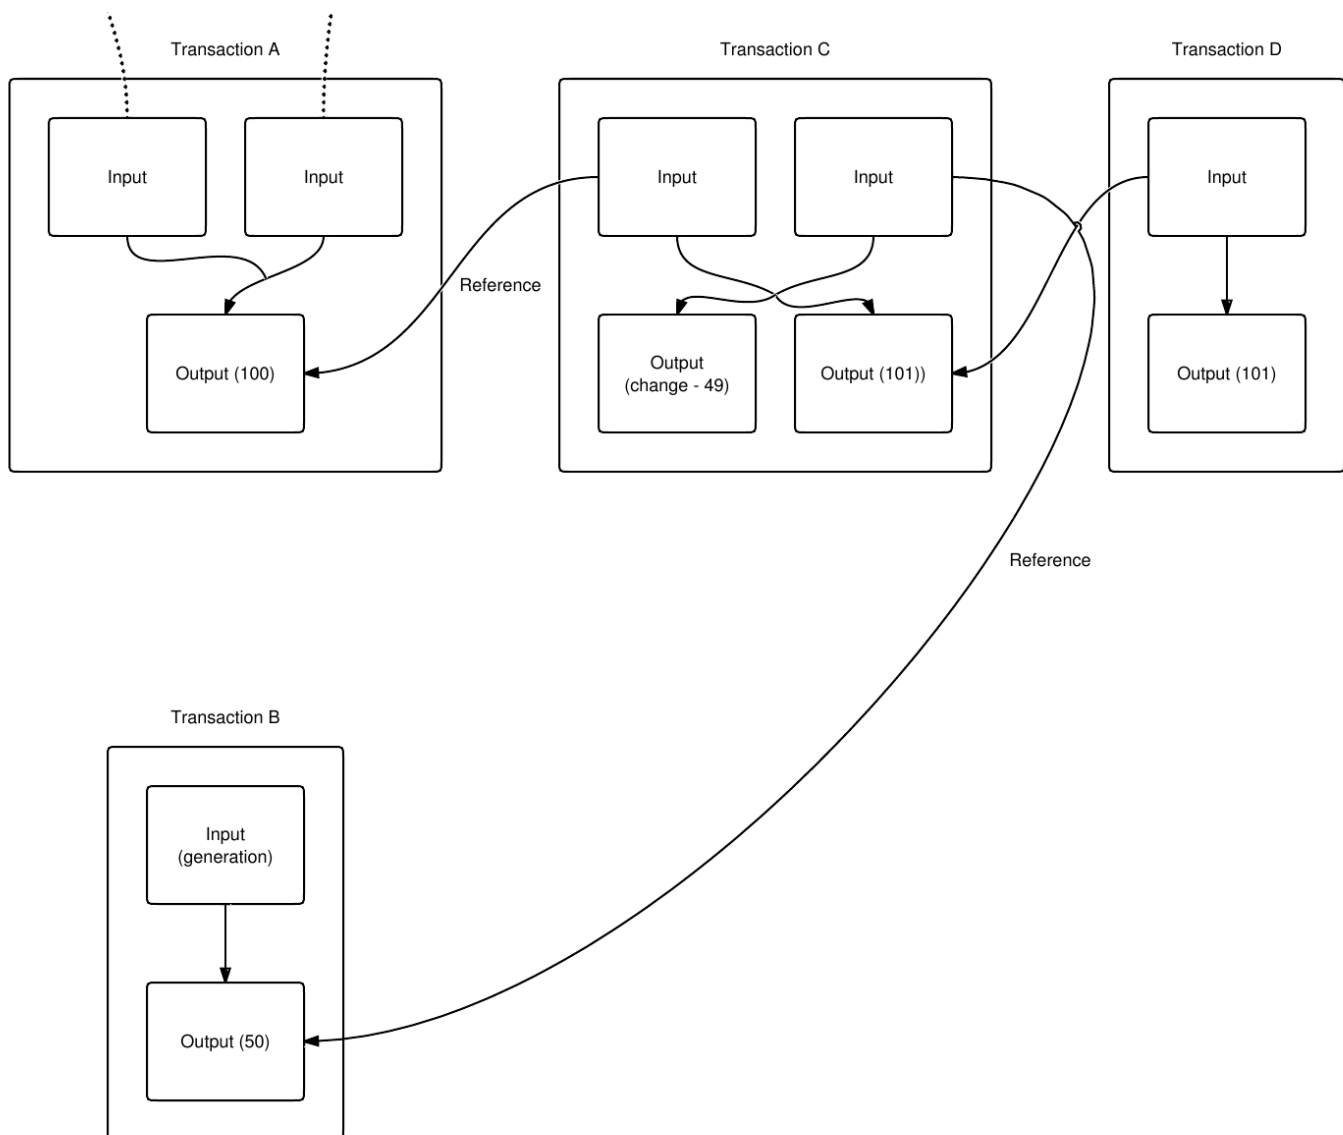 Transaction A
Input
Input
Output (100)
Reference
Transaction C
Input
Input
Output
(change - 49)
Output (101))
Transaction D
Input
Output (101)
Reference
Transaction B
Input
(generation)
Output (50)